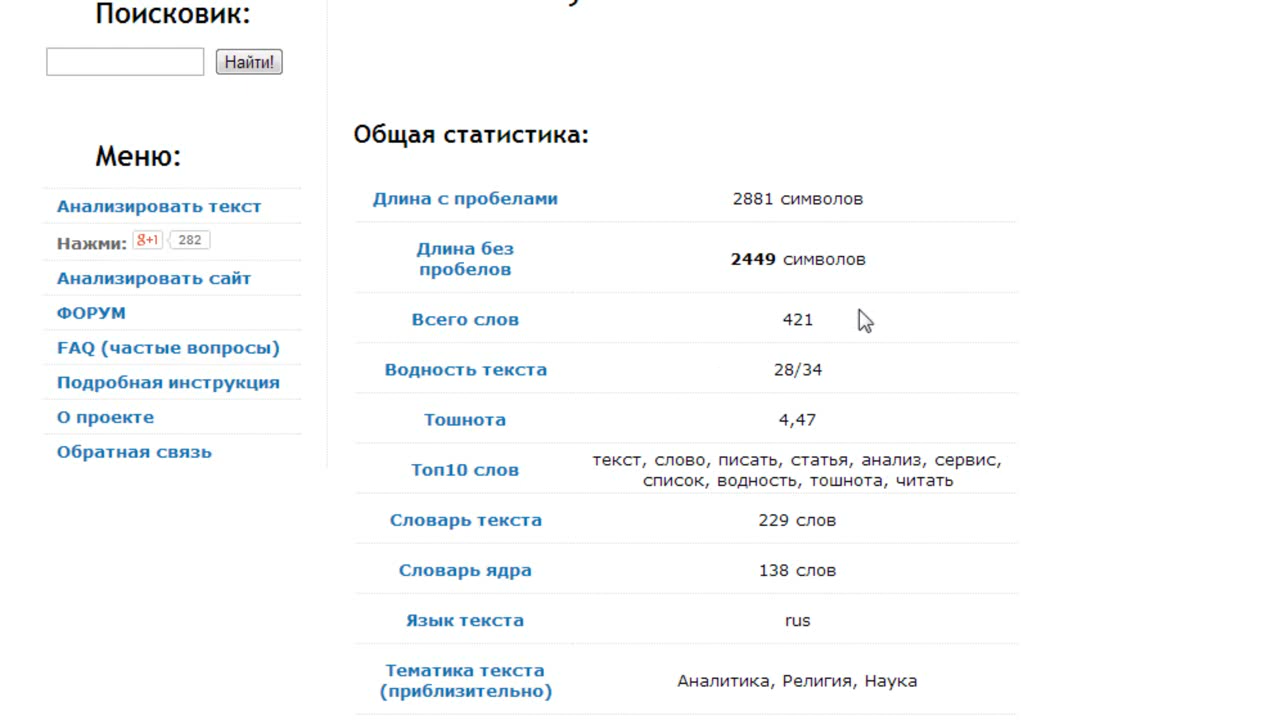 Поисковик:
Найти!
Меню:
Анализировать текст
Нажми: g+1 282
Анализировать сайт
ФОРУМ
FAQ (частые вопросы)
Подробная инструкция
О проекте
Обратная связь
Общая статистика:
Длина с пробелами 2881 символов
Длина без
пробелов
2449 символов
Всего слов 421
Водность текста 28/34
Тошнота 4,47
Топ10 слов
текст, слово, писать, статья, анализ, сервис,
список, водность, тошнота, читать
Словарь текста 229 слов
Словарь ядра 138 слов
Язык текста rus
Тематика текста
(приблизительно)
Аналитика, Религия, Наука